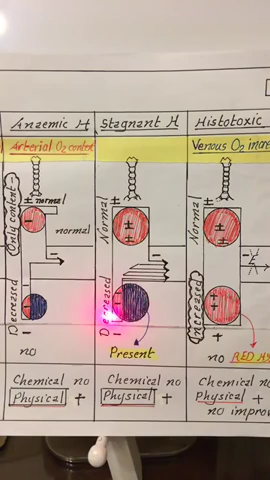 Anaemic H
Stagnant H
Histotoxic
Arterial O2 content
Venous O2 incre
± normal
Only content -
normal
Decreased
-
no
±
±
Normal
Decreased
-
Present
±
±
Normal
Increased
+
no RED H
Chemical no
Physical +
Chemical no
Physical +
Chemical no
Physical +
no improv